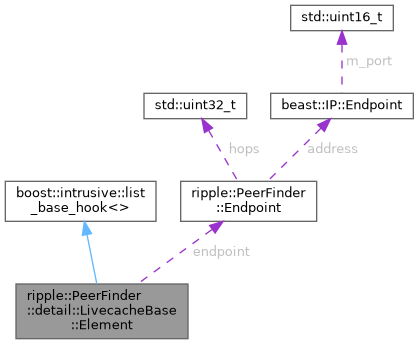 std::uint16_t
m_port
std::uint32_t
beast::IP::Endpoint
hops
address
boost::intrusive::list
_base_hook<>
ripple::PeerFinder
::Endpoint
endpoint
ripple::PeerFinder
::detail::LivecacheBase
::Element